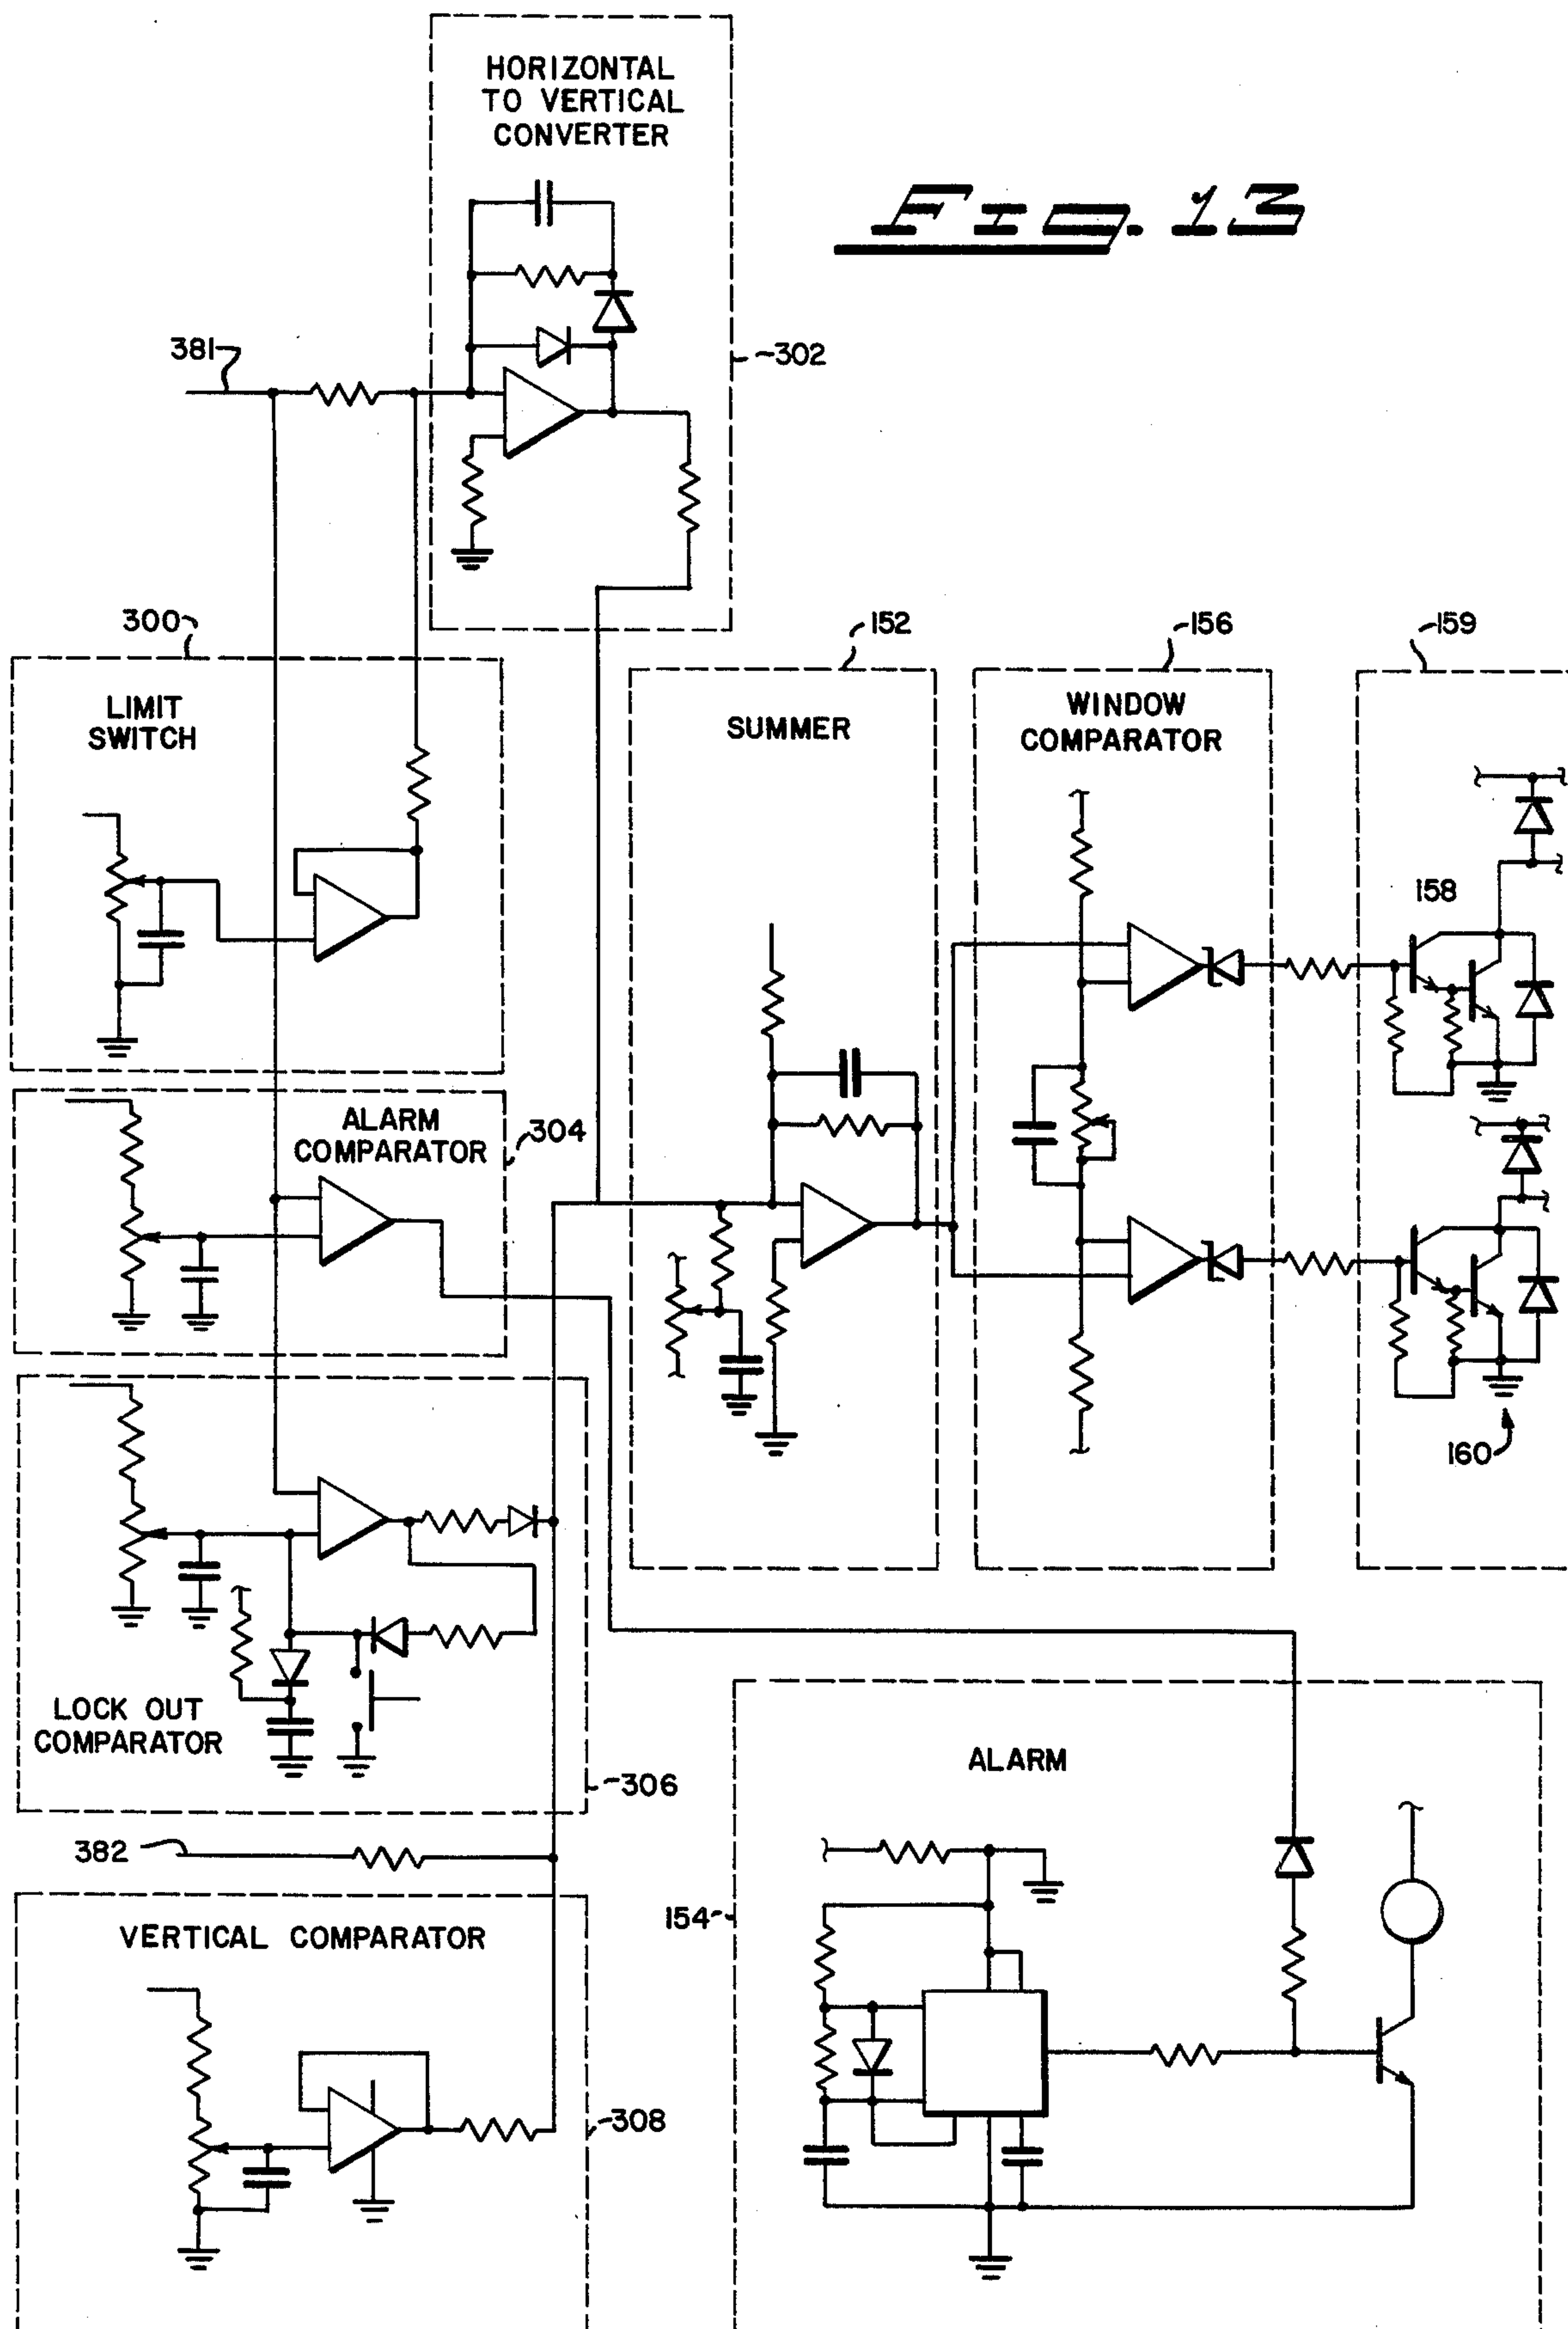 HORIZONTAL
TO VERTICAL
CONVERTER
Fig. 13
381
302
300
LIMIT
SWITCH
152
SUMMER
156
WINDOW
COMPARATOR
159
158
ALARM
COMPARATOR
304
160
LOCK OUT
COMPARATOR
306
382
ALARM
154
VERTICAL COMPARATOR
308